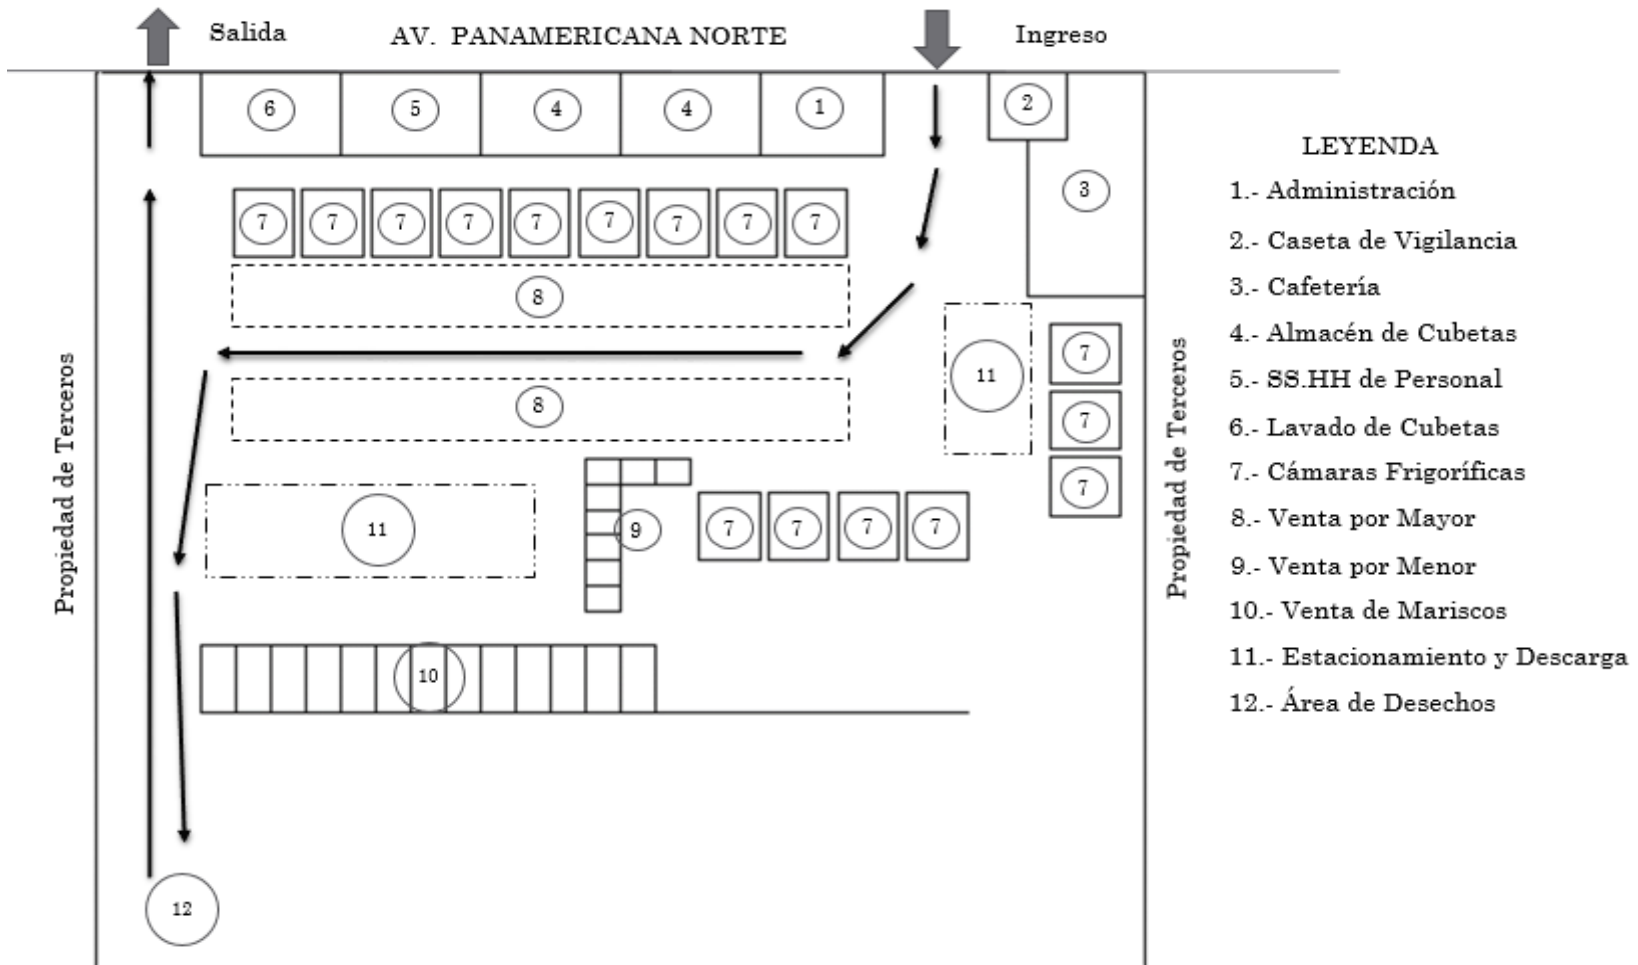 Salida
AV. PANAMERICANA NORTE
Ingreso
6
5
4
4
1
2
3
7
7
7
7
7
7
7
7
7
8
8
11
7
7
7
11
9
7
7
7
7
10
12
Propiedad de Terceros
Propiedad de Terceros
LEYENDA
1.- Administración
2.- Caseta de Vigilancia
3.- Cafetería
4.- Almacén de Cubetas
5.- SS.HH de Personal
6.- Lavado de Cubetas
7.- Cámaras Frigoríficas
8.- Venta por Mayor
9.- Venta por Menor
10.- Venta de Mariscos
11.- Estacionamiento y Descarga
12.- Área de Desechos